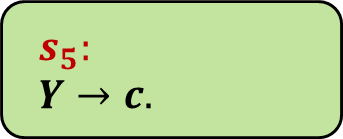 s₅:
Y → c.